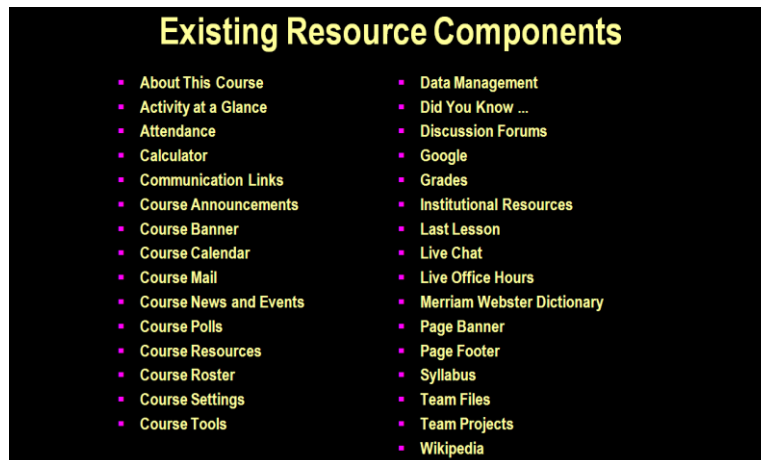 Existing Resource Components
About This Course
Activity at a Glance
Attendance
Calculator
Communication Links
Course Announcements
Course Banner
Course Calendar
Course Mail
Course News and Events
Course Polls
Course Resources
Course Roster
Course Settings
Course Tools
Data Management
Did You Know ...
Discussion Forums
Google
Grades
Institutional Resources
Last Lesson
Live Chat
Live Office Hours
Merriam Webster Dictionary
Page Banner
Page Footer
Syllabus
Team Files
Team Projects
Wikipedia